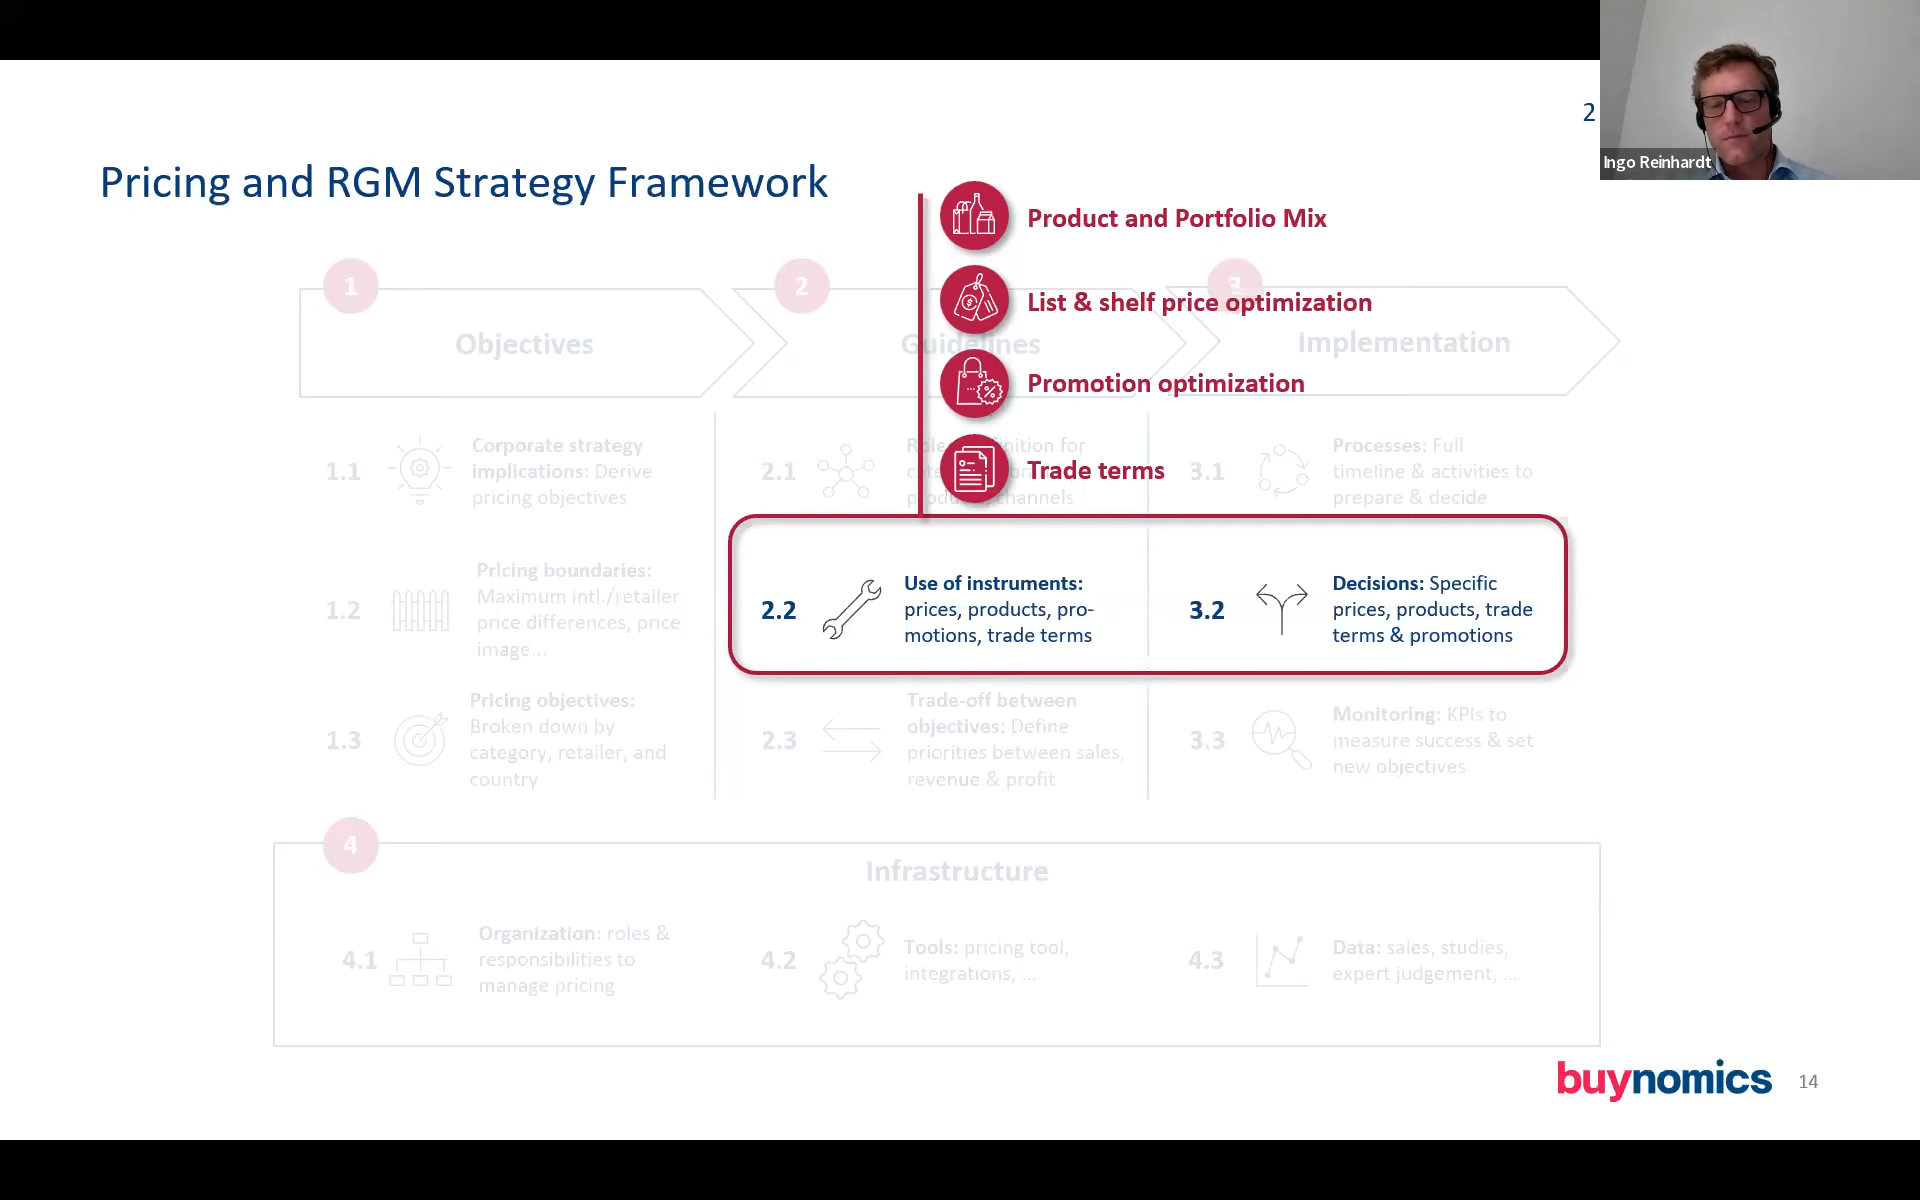 2
Ingo Reinhardt
Pricing and RGM Strategy Framework
Product and Portfolio Mix
List & shelf price optimization
Promotion optimization
Trade terms
1
Objectives
2
Guidelines
3
Implementation
1.1
Corporate strategy
implications: Derive
pricing objectives
1.2
Pricing boundaries:
Maximum intl./retailer
price differences, price
image...
1.3
Pricing objectives:
Broken down by
category, retailer, and
country
2.1
channels
2.2
Use of instruments:
prices, products, pro-
motions, trade terms
2.3
Trade-off between
objectives: Define
priorities between sales,
revenue & profit
3.1
Processes: Full
timeline & activities to
prepare & decide
3.2
Decisions: Specific
prices, products, trade
terms & promotions
3.3
Monitoring: KPIs to
measure success & set
new objectives
4
Infrastructure
4.1
Organization: roles &
responsibilities to
manage pricing
4.2
Tools: pricing tool,
integrations, ...
4.3
Data: sales, studies,
expert judgement, ...
buynomics
14